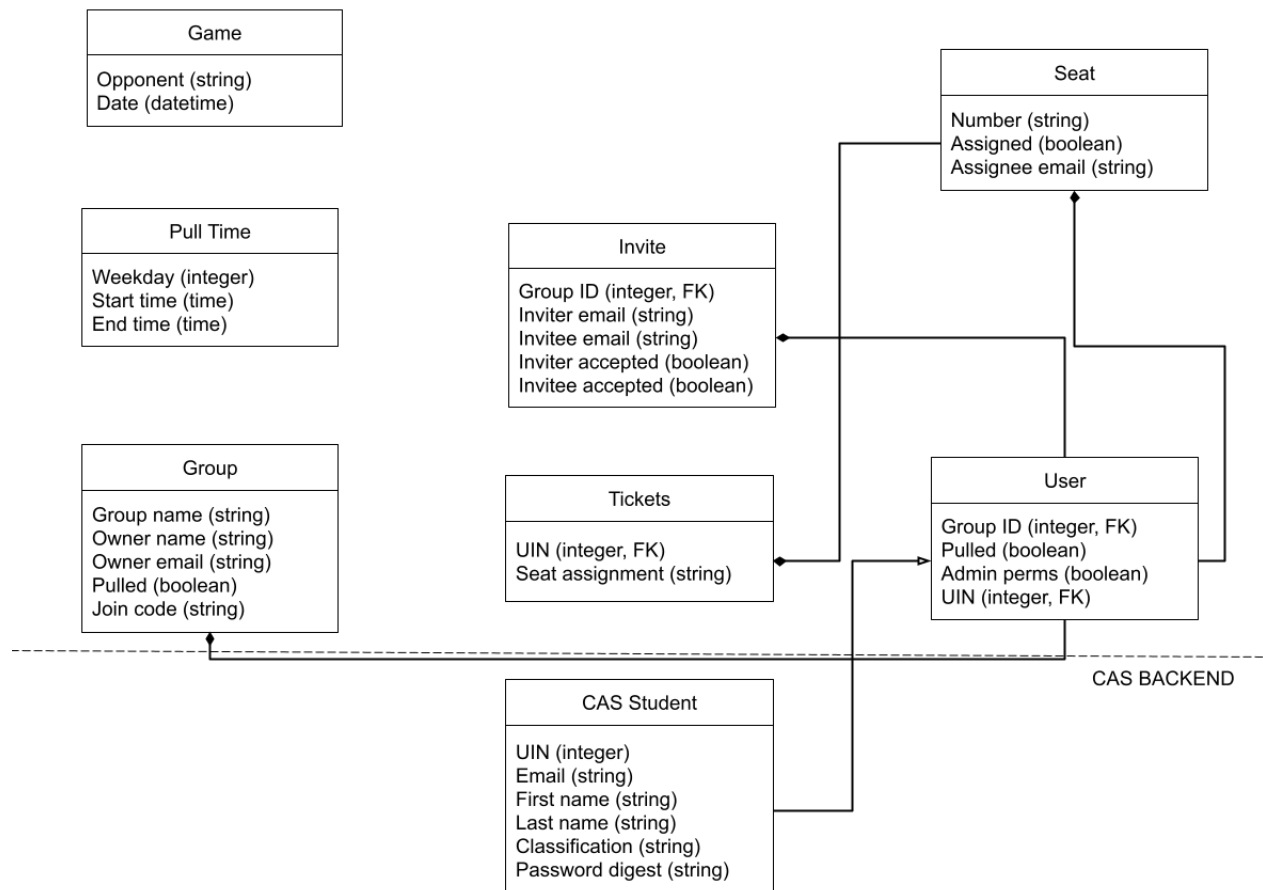 Game
Opponent (string)
Date (datetime)
Seat
Number (string)
Assigned (boolean)
Assignee email (string)
Pull Time
Weekday (integer)
Start time (time)
End time (time)
Invite
Group ID (integer, FK)
Inviter email (string)
Invitee email (string)
Inviter accepted (boolean)
Invitee accepted (boolean)
Group
Group name (string)
Owner name (string)
Owner email (string)
Pulled (boolean)
Join code (string)
Tickets
UIN (integer, FK)
Seat assignment (string)
User
Group ID (integer, FK)
Pulled (boolean)
Admin perms (boolean)
UIN (integer, FK)
CAS BACKEND
CAS Student
UIN (integer)
Email (string)
First name (string)
Last name (string)
Classification (string)
Password digest (string)